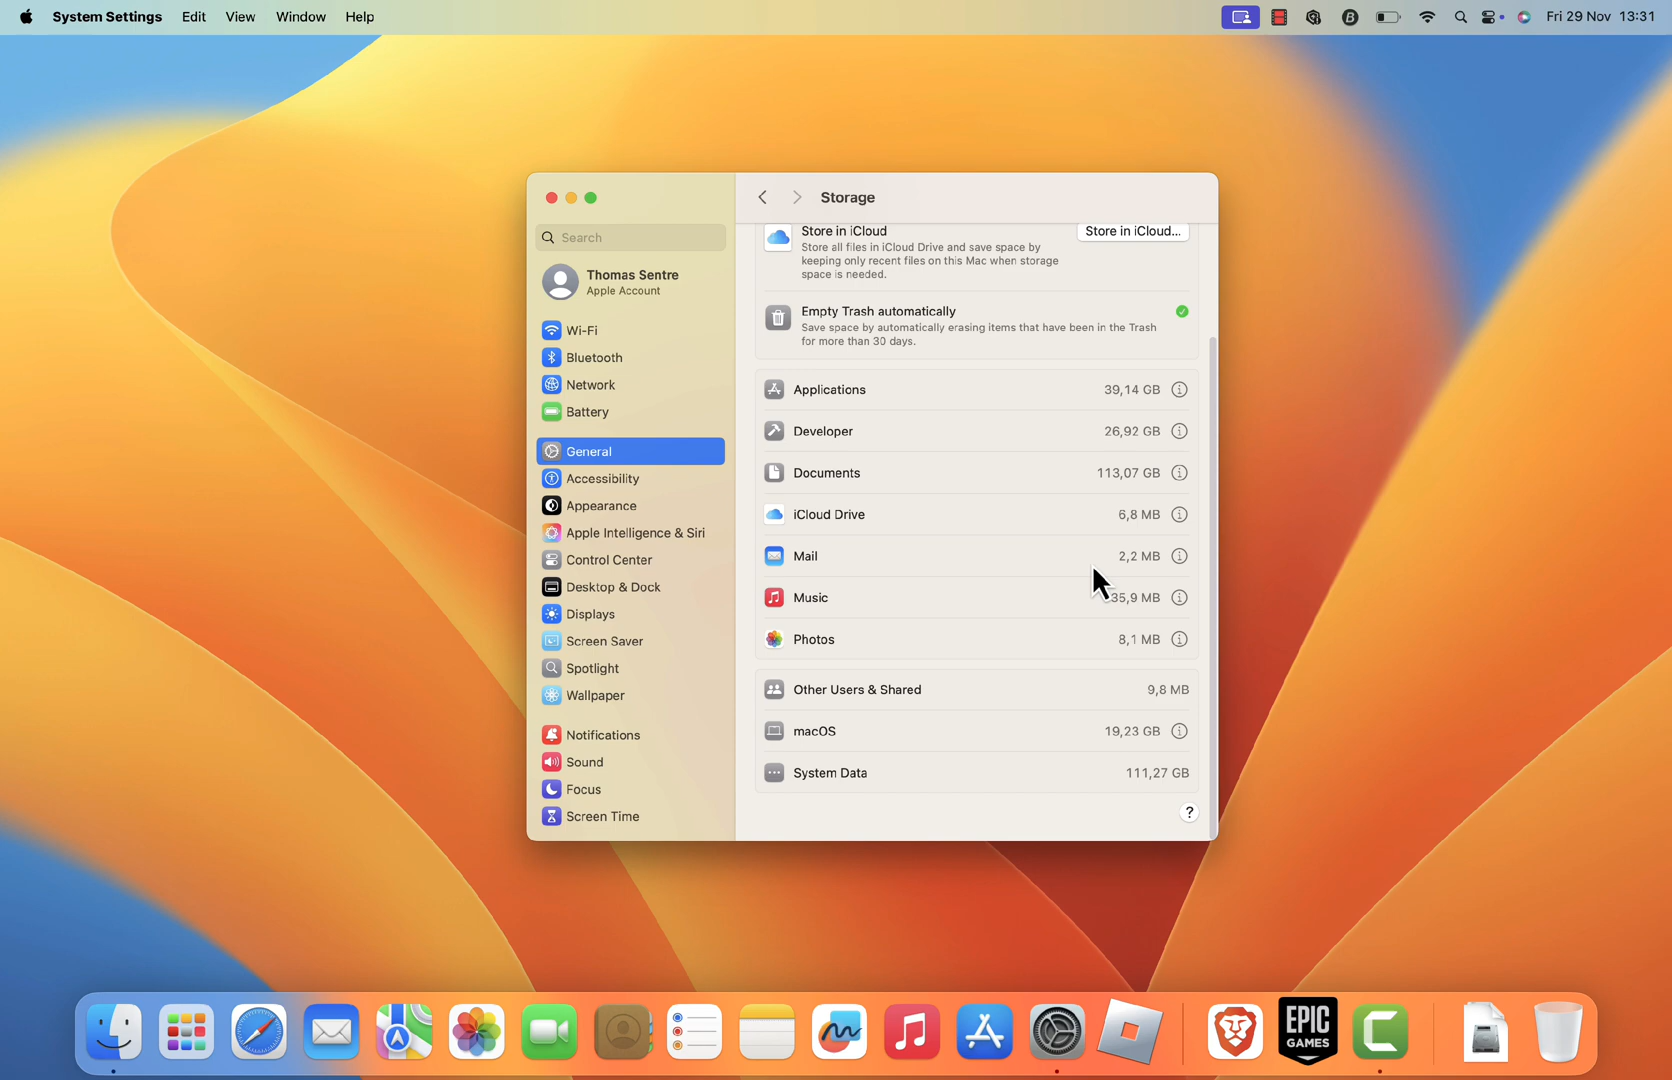 System Settings Edit View Window Help
Fri 29 Nov 13:31
Storage
Search
Thomas Sentre
Apple Account
Wi-Fi
Bluetooth
Network
Battery
General
Accessibility
Appearance
Apple Intelligence & Siri
Control Center
Desktop & Dock
Displays
Screen Saver
Spotlight
Wallpaper
Notifications
Sound
Focus
Screen Time
Store in iCloud
Store in iCloud...
Store all files in iCloud Drive and save space by
keeping only recent files on this Mac when storage
space is needed.
Empty Trash automatically
Save space by automatically erasing items that have been in the Trash
for more than 30 days.
Applications 39,14 GB
Developer 26,92 GB
Documents 113,07 GB
iCloud Drive 6,8 MB
Mail 2,2 MB
Music 35,9 MB
Photos 8,1 MB
Other Users & Shared 9,8 MB
macOS 19,23 GB
System Data 111,27 GB
?
EPIC
GAMES